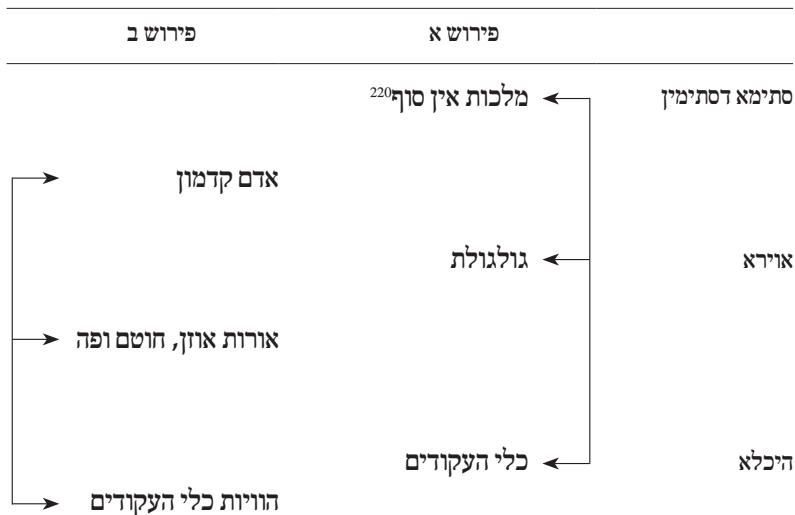 פירוש א פירוש ב
סתימא דסתימין מלכות אין סוף220
אדם קדמון
אוירא גולגולת
אורות אוזן, חוטם ופה
היכלא כלי העקודים
הוויות כלי העקודים